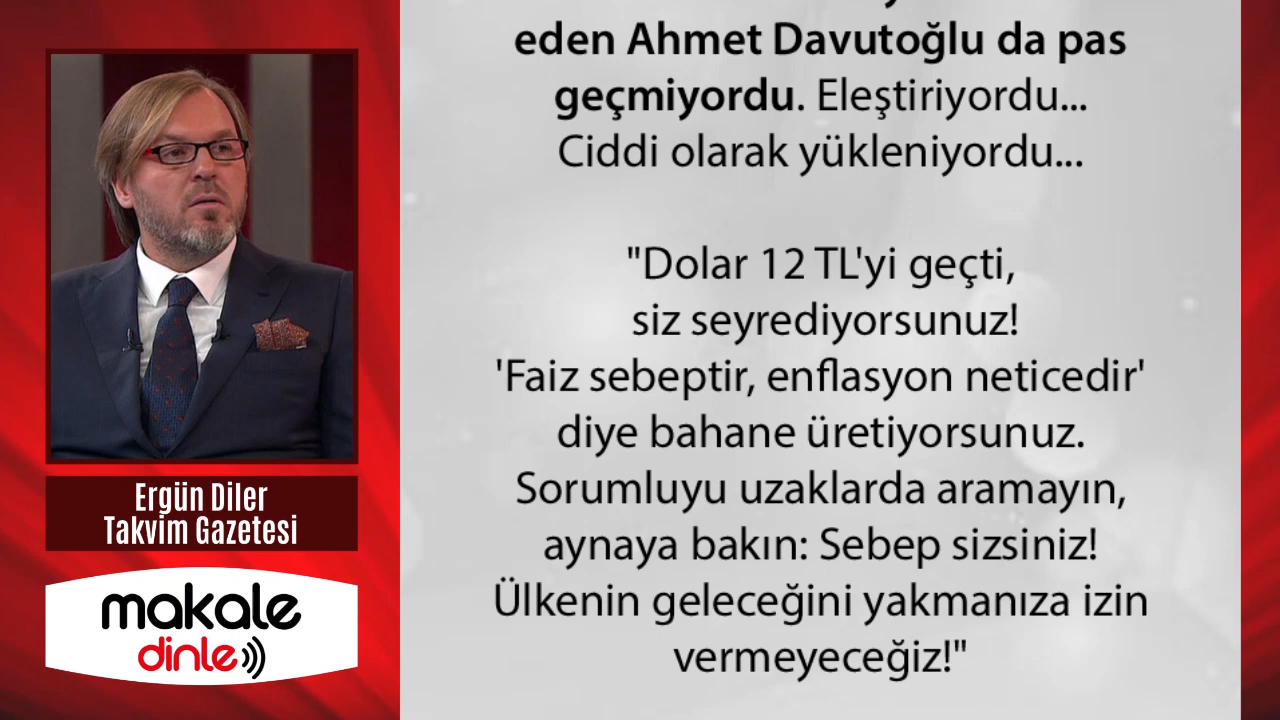 eden Ahmet Davutoğlu da pas
geçmiyordu. Eleştiriyordu...
Ciddi olarak yükleniyordu...
"Dolar 12 TL'yi geçti,
siz seyrediyorsunuz!
'Faiz sebeptir, enflasyon neticedir'
diye bahane üretiyorsunuz.
Sorumluyu uzaklarda aramayın,
aynaya bakın: Sebep sizsiniz!
Ülkenin geleceğini yakmanıza izin
vermeyeceğiz!"
Ergün Diler
Takvim Gazetesi
makale
dinle